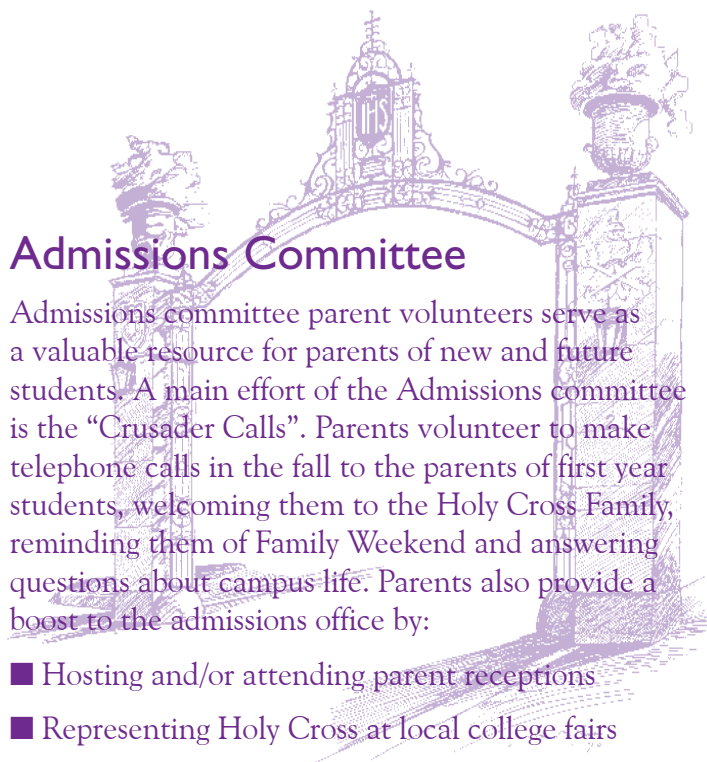 IHS
Admissions Committee
Admissions committee parent volunteers serve as
a valuable resource for parents of new and future
students. A main effort of the Admissions committee
is the “Crusader Calls”. Parents volunteer to make
telephone calls in the fall to the parents of first year
students, welcoming them to the Holy Cross Family,
reminding them of Family Weekend and answering
questions about campus life. Parents also provide a
boost to the admissions office by:
■ Hosting and/or attending parent receptions
■ Representing Holy Cross at local college fairs